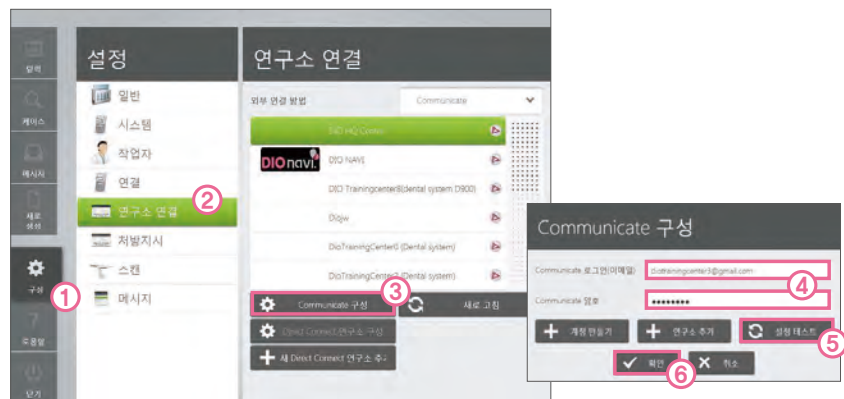 설정
연구소 연결
달력
케이스
메시지
새로
생성
구성
도움말
닫기
①
일반
시스템
작업자
연결
연구소 연결
②
처방지시
스캔
메시지
외부 연결 방법
Communicate
DIO HQ Center
DIOnavi.
DIO NAVI
DIO Trainingcenter8(dental system D900)
Diojw
(Dental system)
(Dental system)
③
Communicate 구성
새로 고침
Direct Connect 연구소 구성
새 Direct Connect 연구소 추
Communicate 구성
Communicate 로그인(이메일)
Diotrainingcenter3@gmail.com
④
Communicate 암호
••••••••
계정 만들기
연구소 추가
설정 테스트
⑤
확인
취소
⑥